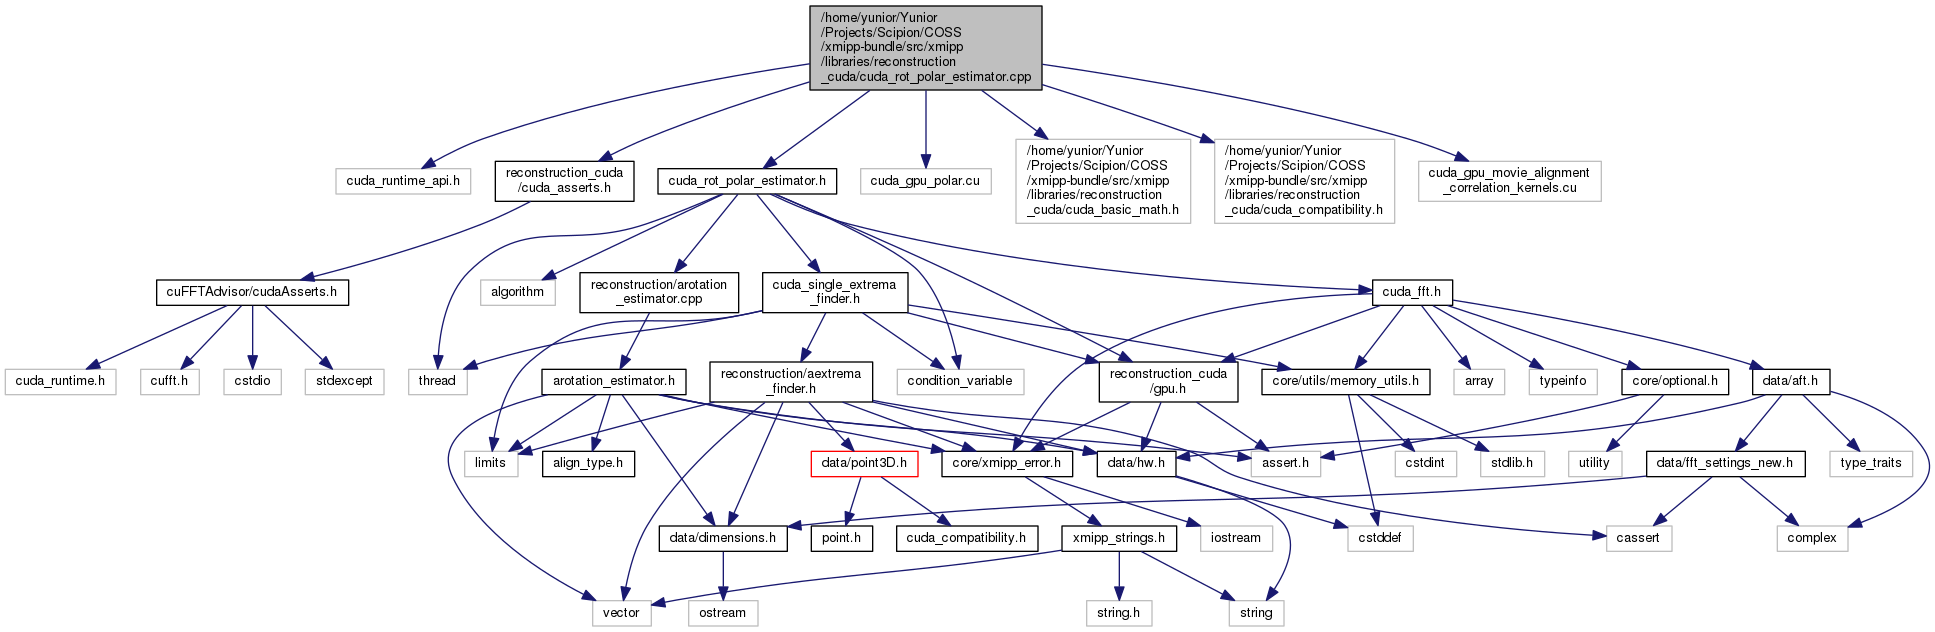 /home/yunior/Yunior
/Projects/Scipion/COSS
/xmipp-bundle/src/xmipp
/libraries/reconstruction
_cuda/cuda_rot_polar_estimator.cpp
cuda_runtime_api.h
reconstruction_cuda
/cuda_asserts.h
cuda_rot_polar_estimator.h
cuda_gpu_polar.cu
/home/yunior/Yunior
/Projects/Scipion/COSS
/xmipp-bundle/src/xmipp
/libraries/reconstruction
_cuda/cuda_basic_math.h
/home/yunior/Yunior
/Projects/Scipion/COSS
/xmipp-bundle/src/xmipp
/libraries/reconstruction
_cuda/cuda_compatibility.h
cuda_gpu_movie_alignment
_correlation_kernels.cu
cuFFTAdvisor/cudaAsserts.h
algorithm
reconstruction/arotation
_estimator.cpp
cuda_single_extrema
_finder.h
cuda_fft.h
cuda_runtime.h
cufft.h
cstdio
stdexcept
thread
arotation_estimator.h
reconstruction/aextrema
_finder.h
condition_variable
reconstruction_cuda
/gpu.h
core/utils/memory_utils.h
array
typeinfo
core/optional.h
data/aft.h
limits
align_type.h
data/point3D.h
core/xmipp_error.h
data/hw.h
assert.h
cstdint
stdlib.h
utility
data/fft_settings_new.h
type_traits
data/dimensions.h
point.h
cuda_compatibility.h
xmipp_strings.h
iostream
cstddef
cassert
complex
vector
ostream
string.h
string